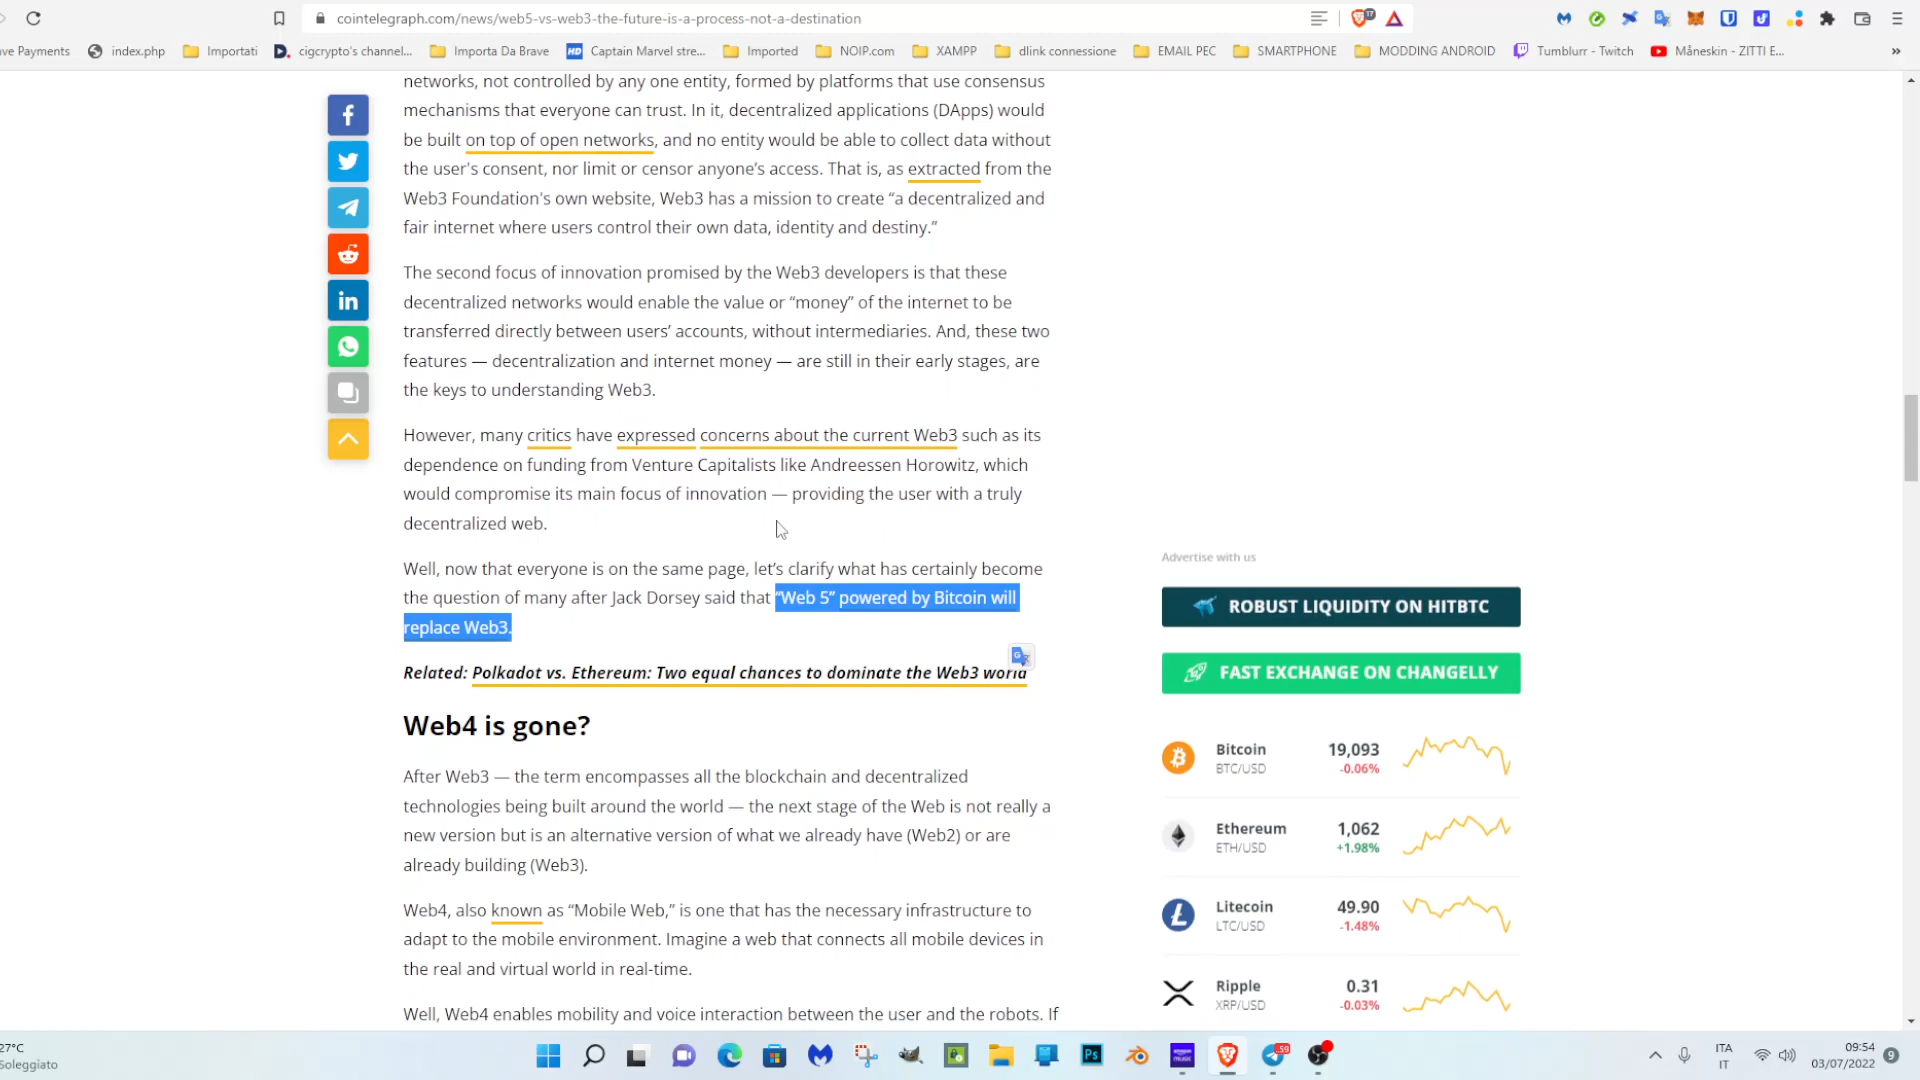 cointelegraph.com/news/web5-vs-web3-the-future-is-a-process-not-a-destination
17
ve Payments
index.php
Importati
D.
cigcrypto's channel...
Importa Da Brave
HD
Captain Marvel stre...
Imported
NOIP.com
XAMPP
dlink connessione
EMAIL PEC
SMARTPHONE
MODDING ANDROID
Tumblurr - Twitch
Måneskin - ZITTI E...
»
networks, not controlled by any one entity, formed by platforms that use consensus
mechanisms that everyone can trust. In it, decentralized applications (DApps) would
be built on top of open networks, and no entity would be able to collect data without
the user's consent, nor limit or censor anyone's access. That is, as extracted from the
Web3 Foundation's own website, Web3 has a mission to create “a decentralized and
fair internet where users control their own data, identity and destiny.”
The second focus of innovation promised by the Web3 developers is that these
decentralized networks would enable the value or “money” of the internet to be
transferred directly between users’ accounts, without intermediaries. And, these two
features — decentralization and internet money — are still in their early stages, are
the keys to understanding Web3.
However, many critics have expressed concerns about the current Web3 such as its
dependence on funding from Venture Capitalists like Andreessen Horowitz, which
would compromise its main focus of innovation — providing the user with a truly
decentralized web.
Well, now that everyone is on the same page, let’s clarify what has certainly become
the question of many after Jack Dorsey said that “Web 5” powered by Bitcoin will
replace Web3.
Related: Polkadot vs. Ethereum: Two equal chances to dominate the Web3 world
Web4 is gone?
After Web3 — the term encompasses all the blockchain and decentralized
technologies being built around the world — the next stage of the Web is not really a
new version but is an alternative version of what we already have (Web2) or are
already building (Web3).
Web4, also known as “Mobile Web,” is one that has the necessary infrastructure to
adapt to the mobile environment. Imagine a web that connects all mobile devices in
the real and virtual world in real-time.
Well, Web4 enables mobility and voice interaction between the user and the robots. If
Advertise with us
ROBUST LIQUIDITY ON HITBTC
FAST EXCHANGE ON CHANGELLY
Bitcoin 19,093
BTC/USD -0.06%
Ethereum 1,062
ETH/USD +1.98%
Litecoin 49.90
LTC/USD -1.48%
Ripple 0.31
XRP/USD -0.03%
27°C
Soleggiato
Ps
amazon music
59
ITA
IT
09:54
03/07/2022
9